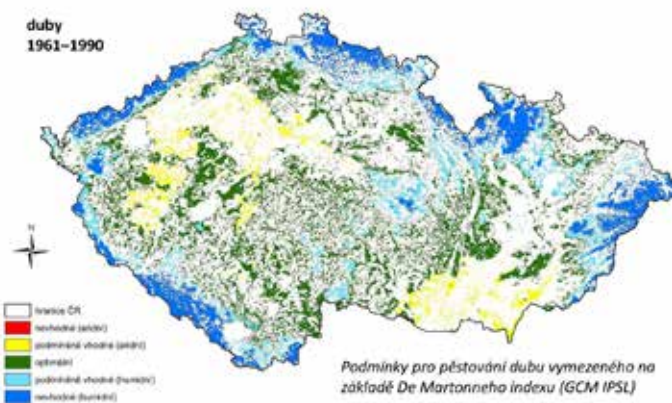 duby
1961–1990
N
hranice ČR
nevhodné (aridní)
podmíněně vhodné (aridní)
optimální
podmíněně vhodné (humidní)
nevhodné (humidní)
Podmínky pro pěstování dubu vymezeného na
základě De Martonneho indexu (GCM IPSL)